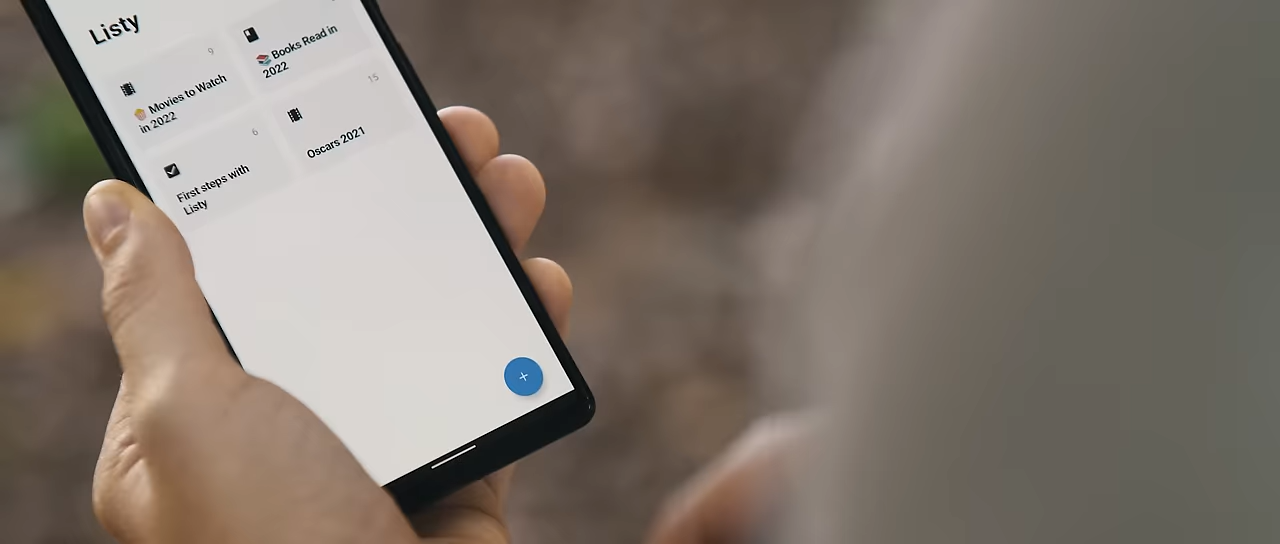 Listy
9
🍿 Movies to Watch
in 2022
📚 Books Read in
2022
6
First steps with
Listy
15
Oscars 2021